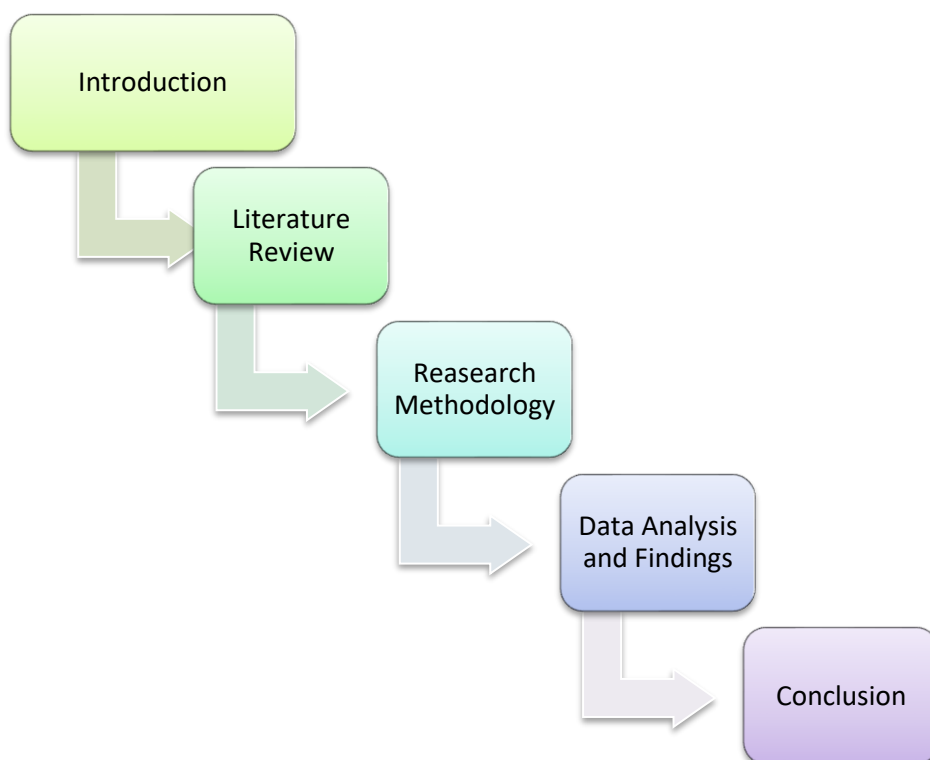 Introduction
Literature
Review
Reasearch
Methodology
Data Analysis
and Findings
Conclusion